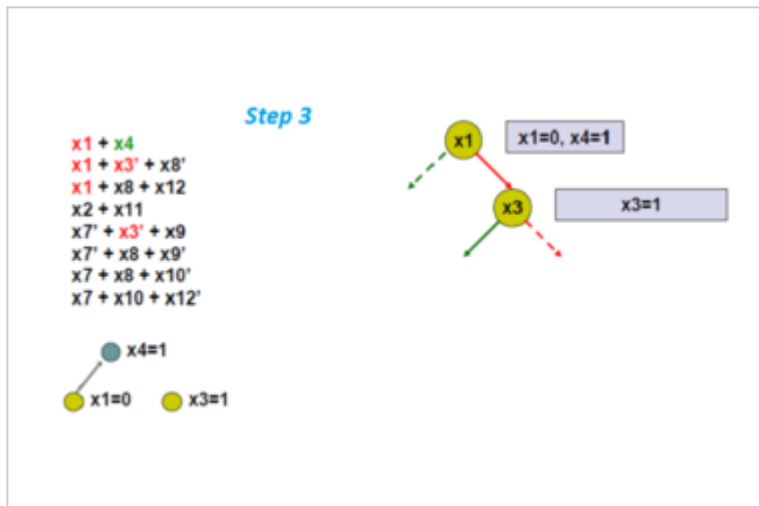 Step 3
x1 + x4
x1 + x3' + x8'
x1 + x8 + x12
x2 + x11
x7' + x3' + x9
x7' + x8 + x9'
x7 + x8 + x10'
x7 + x10 + x12'
x4=1
x1=0
x3=1
x1
x1=0, x4=1
x3
x3=1